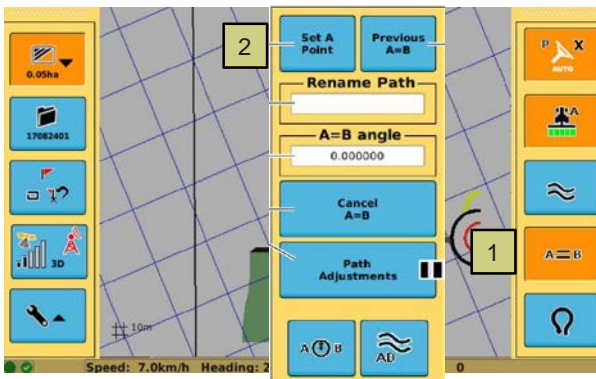 0.05ha
17082401
3D
10m
2
Set A
Point
Previous
A=B
Rename Path
A=B angle
0.000000
Cancel
A=B
Path
Adjustments
A B
AB
P X
AUTO
A
1
A=B
Speed: 7.0km/h Heading: 2
0